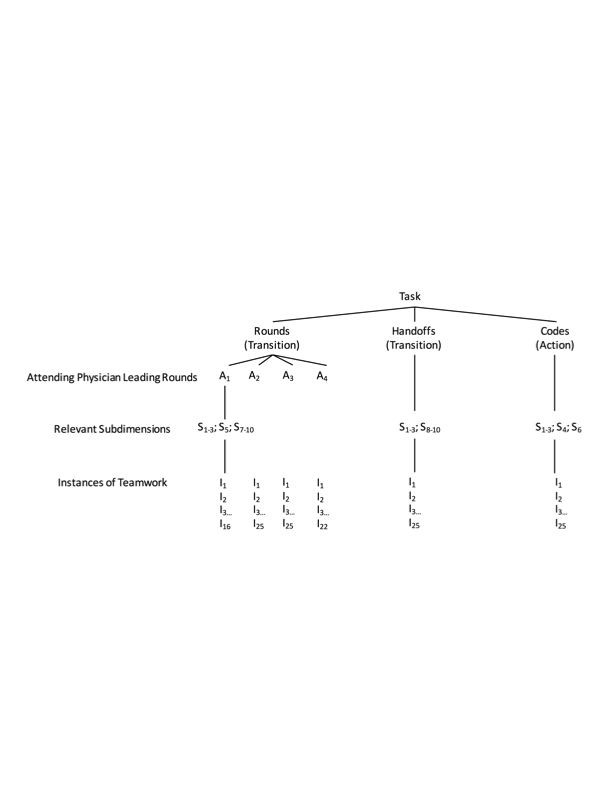 Task
Rounds Handoffs Codes
(Transition) (Transition) (Action)
Attending Physician Leading Rounds A1 A2 A3 A4
Relevant Subdimensions S1-3; S5; S7-10 S1-3; S8-10 S1-3; S4; S6
Instances of Teamwork I1 I1 I1 I1 I1 I1
I2 I2 I2 I2 I2 I2
I3... I3... I3... I3... I3... I3...
I16 I25 I25 I22 I25 I25